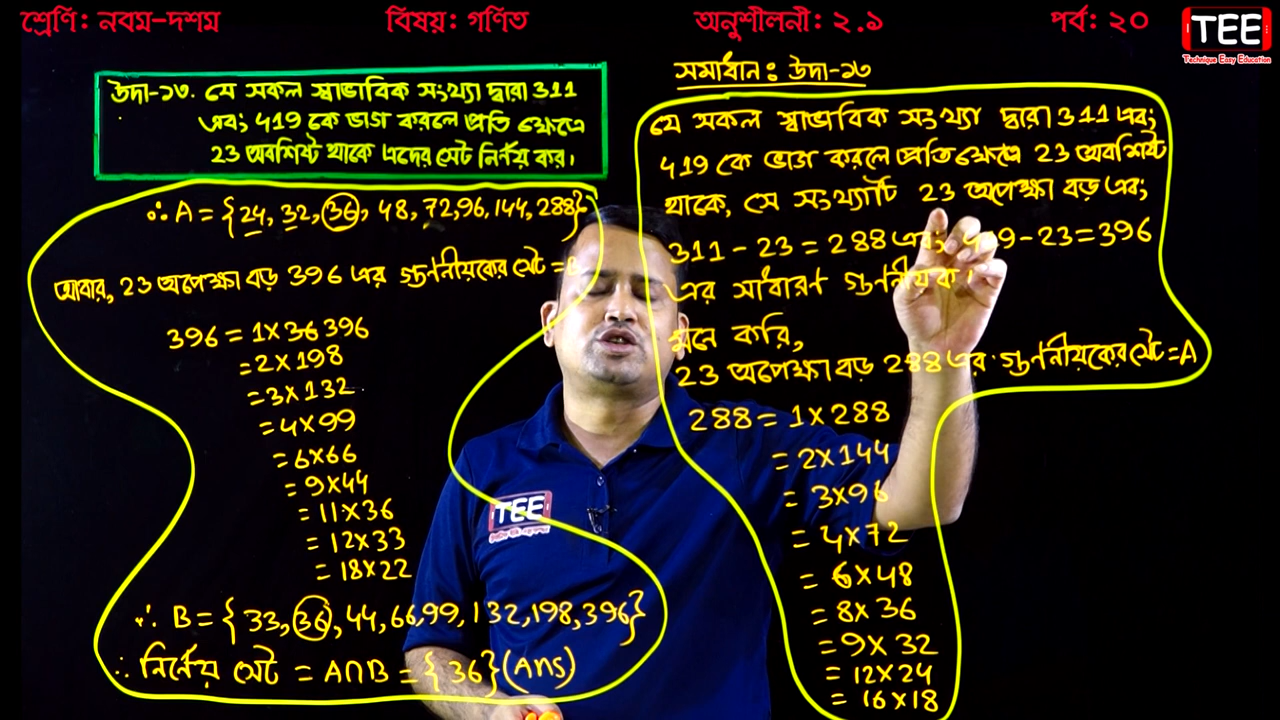 শ্রেণি: নবম-দশম
বিষয়: গণিত
অনুশীলনী: ২.১
পর্ব: ২০
TEE
Technique Easy Education
উদা-১৩. যে সকল স্বাভাবিক সংখ্যা দ্বারা 311
এবং 419 কে ভাগ করলে প্রতি ক্ষেত্রে
23 অবশিষ্ট থাকে এদের সেট নির্ণয় কর।
∴ A = {24, 32, 36, 48, 72, 96, 144, 288}
আবার, 23 অপেক্ষা বড় 396 এর গুণনীয়কের সেট = B
396 = 1×36 396
= 2×198
= 3×132
= 4×99
= 6×66
= 9×44
= 11×36
= 12×33
= 18×22
∴ B = {33, 36, 44, 66, 99, 132, 198, 396}
∴ নির্নেয় সেট = A∩B = {36} (Ans)
সমাধান: উদা-১৩
যে সকল স্বাভাবিক সংখ্যা দ্বারা 311 এবং
419 কে ভাগ করলে প্রতিক্ষেত্রে 23 অবশিষ্ট
থাকে, সে সংখ্যাটি 23 অপেক্ষা বড় এবং
311 - 23 = 288 এবং 419 - 23 = 396
এর সাধারণ গুণনীয়ক।
মনে করি,
23 অপেক্ষা বড় 288 এর গুণনীয়কের সেট = A
288 = 1×288
= 2×144
= 3×96
= 4×72
= 6×48
= 8×36
= 9×32
= 12×24
= 16×18
TEE